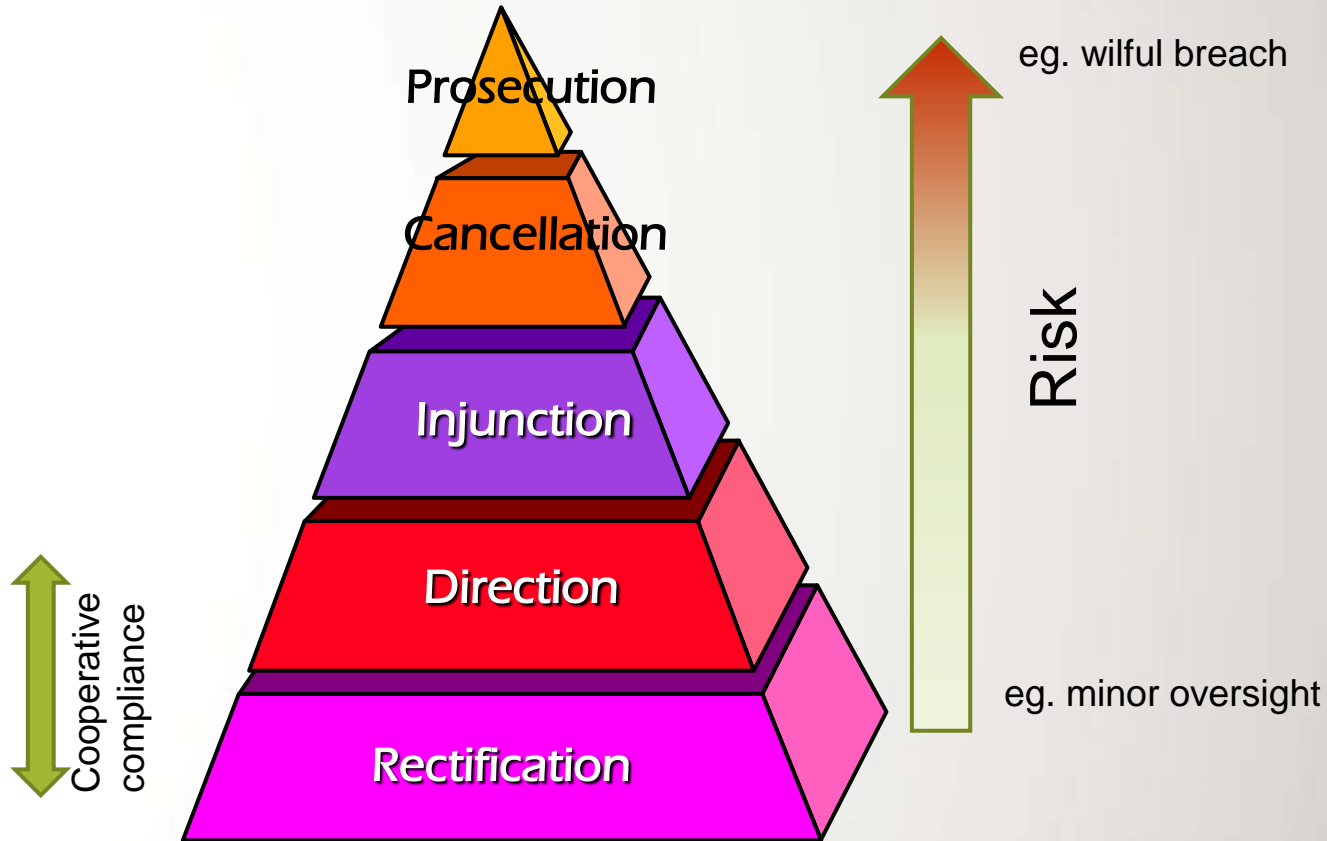 Prosecution
Cancellation
Injunction
Direction
Rectification
Cooperative
compliance
eg. wilful breach
Risk
eg. minor oversight